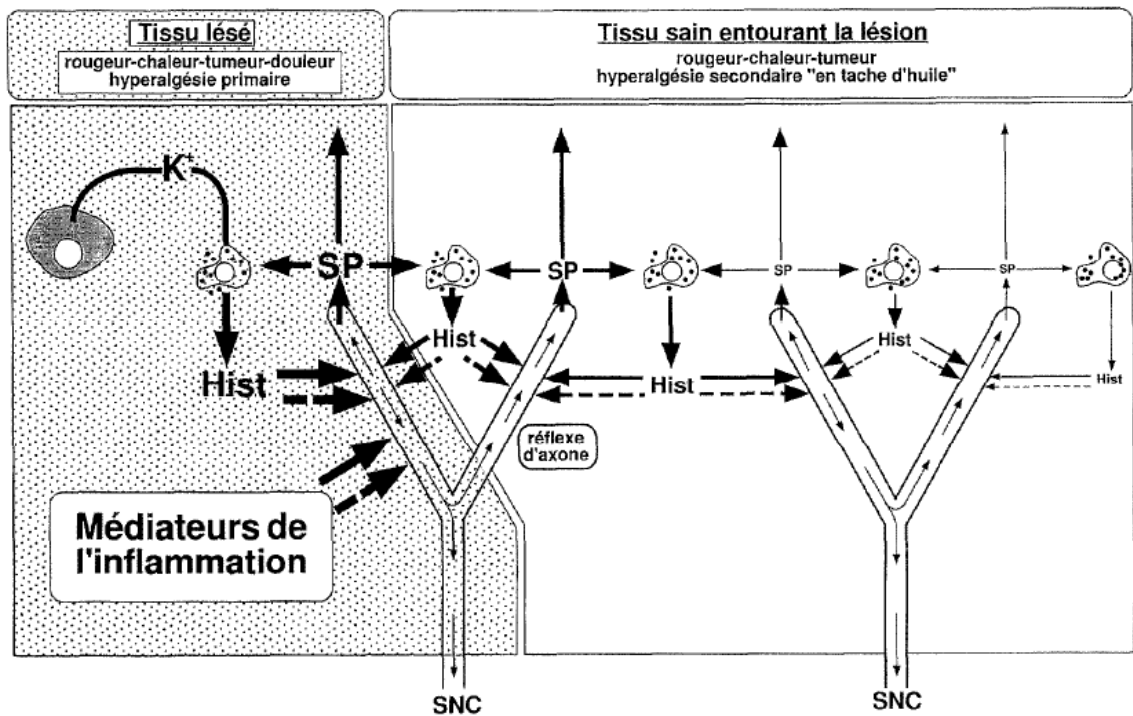 Tissu lésé
rougeur-chaleur-tumeur-douleur
hyperalgésie primaire
Tissu sain entourant la lésion
rougeur-chaleur-tumeur
hyperalgésie secondaire "en tache d'huile"
K+
SP
SP
SP
SP
Hist
Hist
Hist
Hist
Hist
réflexe
d'axone
Médiateurs de
l'inflammation
SNC
SNC